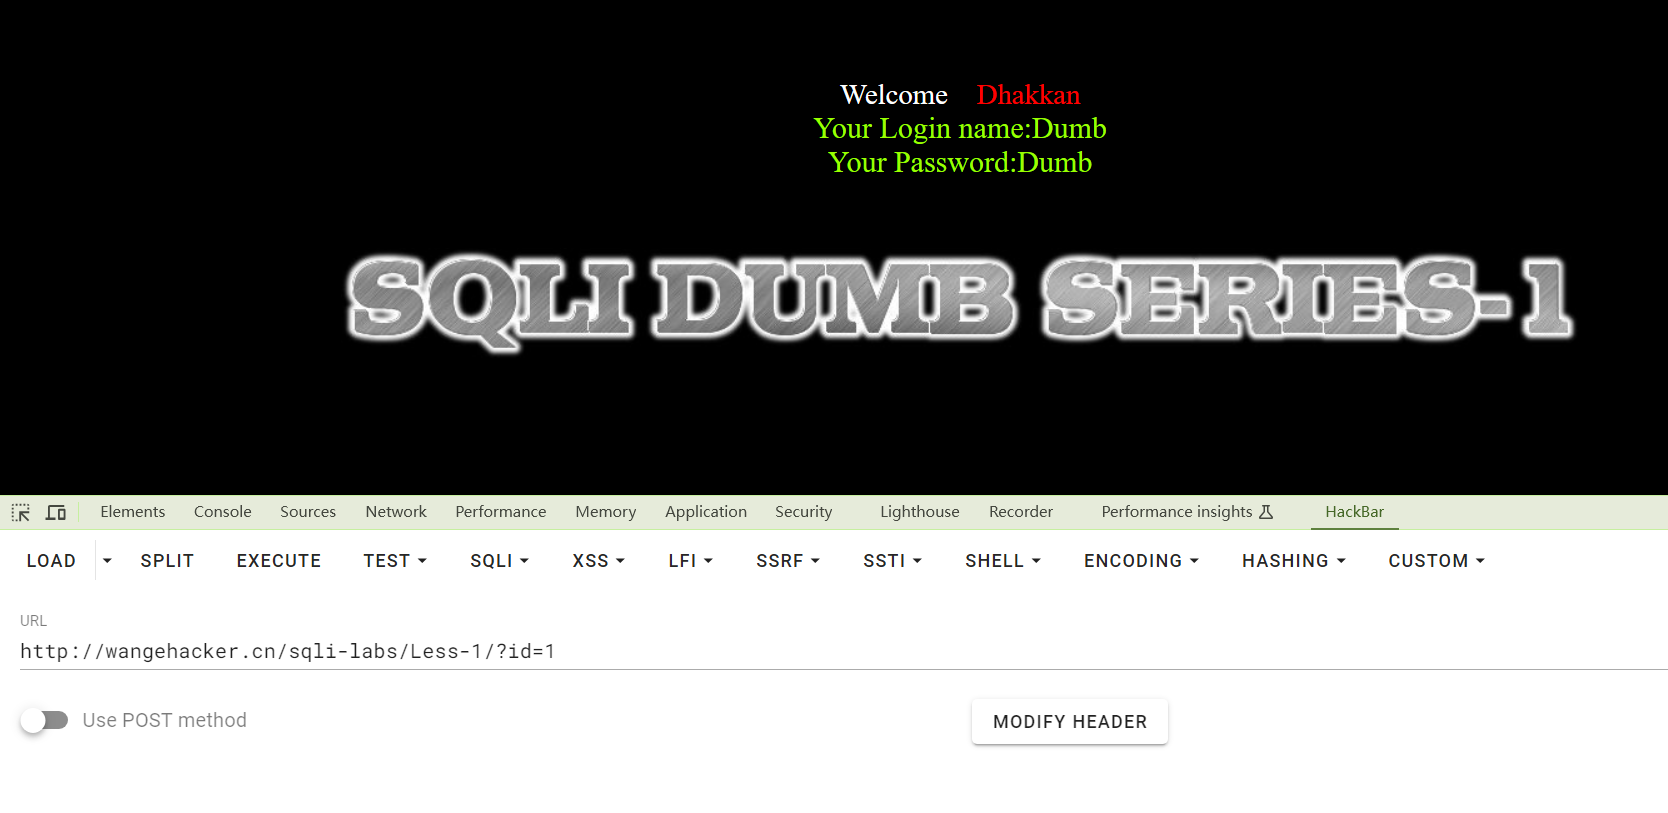 Welcome Dhakkan
Your Login name:Dumb
Your Password:Dumb
SQLI DUMB SERIES-1
Elements Console Sources Network Performance Memory Application Security Lighthouse Recorder Performance insights HackBar
LOAD SPLIT EXECUTE TEST SQLI XSS LFI SSRF SSTI SHELL ENCODING HASHING CUSTOM
URL
http://wangehacker.cn/sqli-labs/Less-1/?id=1
Use POST method MODIFY HEADER